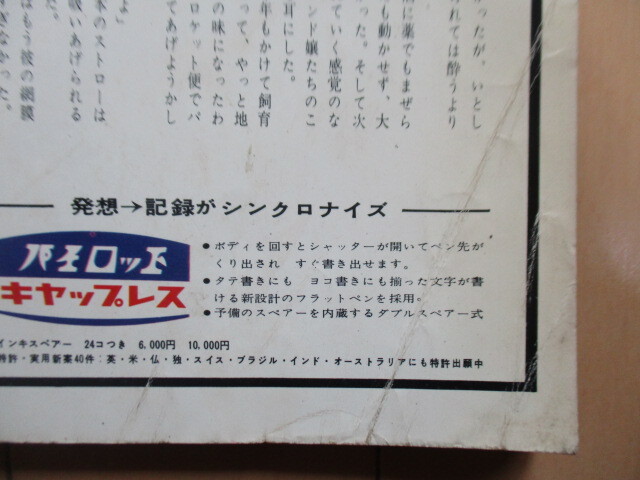 ったが、いとし
れては酔うより
に薬でもまぜら
も動かせず、大
った。そして次
ていく感覚のな
ンド嬢たちのこ
耳にした。
年もかけて飼育
って、やっと地
の味になったわ
ロケット便でパ
てあげようかし
よ」
本のストローは
吸いあげられる
た。
はもう彼の網膜
ぎなかった。
発想→記録がシンクロナイズ
パイロット
キャップレス
●ボディを回すとシャッターが開いてペン先が
くり出され すぐ書き出せます。
●タテ書きにも ヨコ書きにも揃った文字が書
ける新設計のフラットペンを採用。
●予備のスペアーを内蔵するダブルスペアー式
インキスペアー 24コつき 6.000円 10.000円
特許・実用新案40件：英・米・仏・独・スイス・ブラジル・インド・オーストラリアにも特許出願中